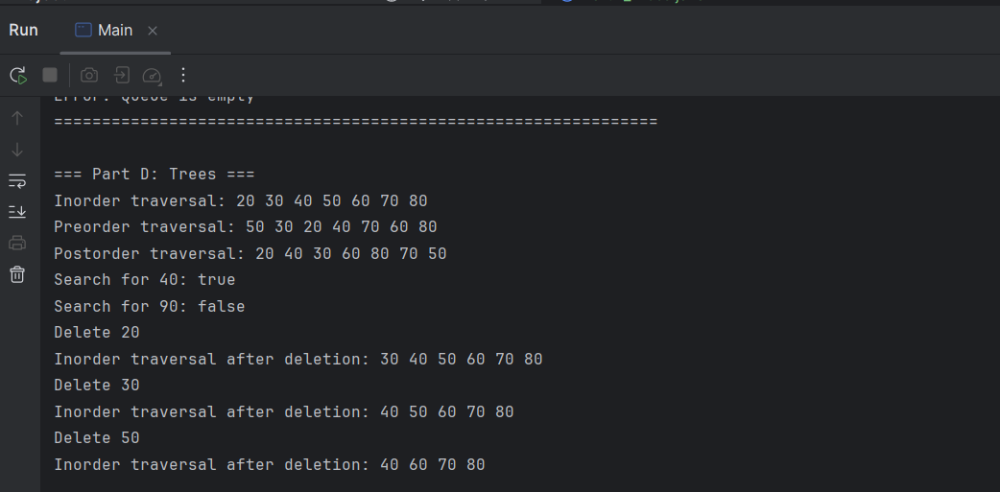 Run Main
Error: Queue is empty
===============================================================
=== Part D: Trees ===
Inorder traversal: 20 30 40 50 60 70 80
Preorder traversal: 50 30 20 40 70 60 80
Postorder traversal: 20 40 30 60 80 70 50
Search for 40: true
Search for 90: false
Delete 20
Inorder traversal after deletion: 30 40 50 60 70 80
Delete 30
Inorder traversal after deletion: 40 50 60 70 80
Delete 50
Inorder traversal after deletion: 40 60 70 80